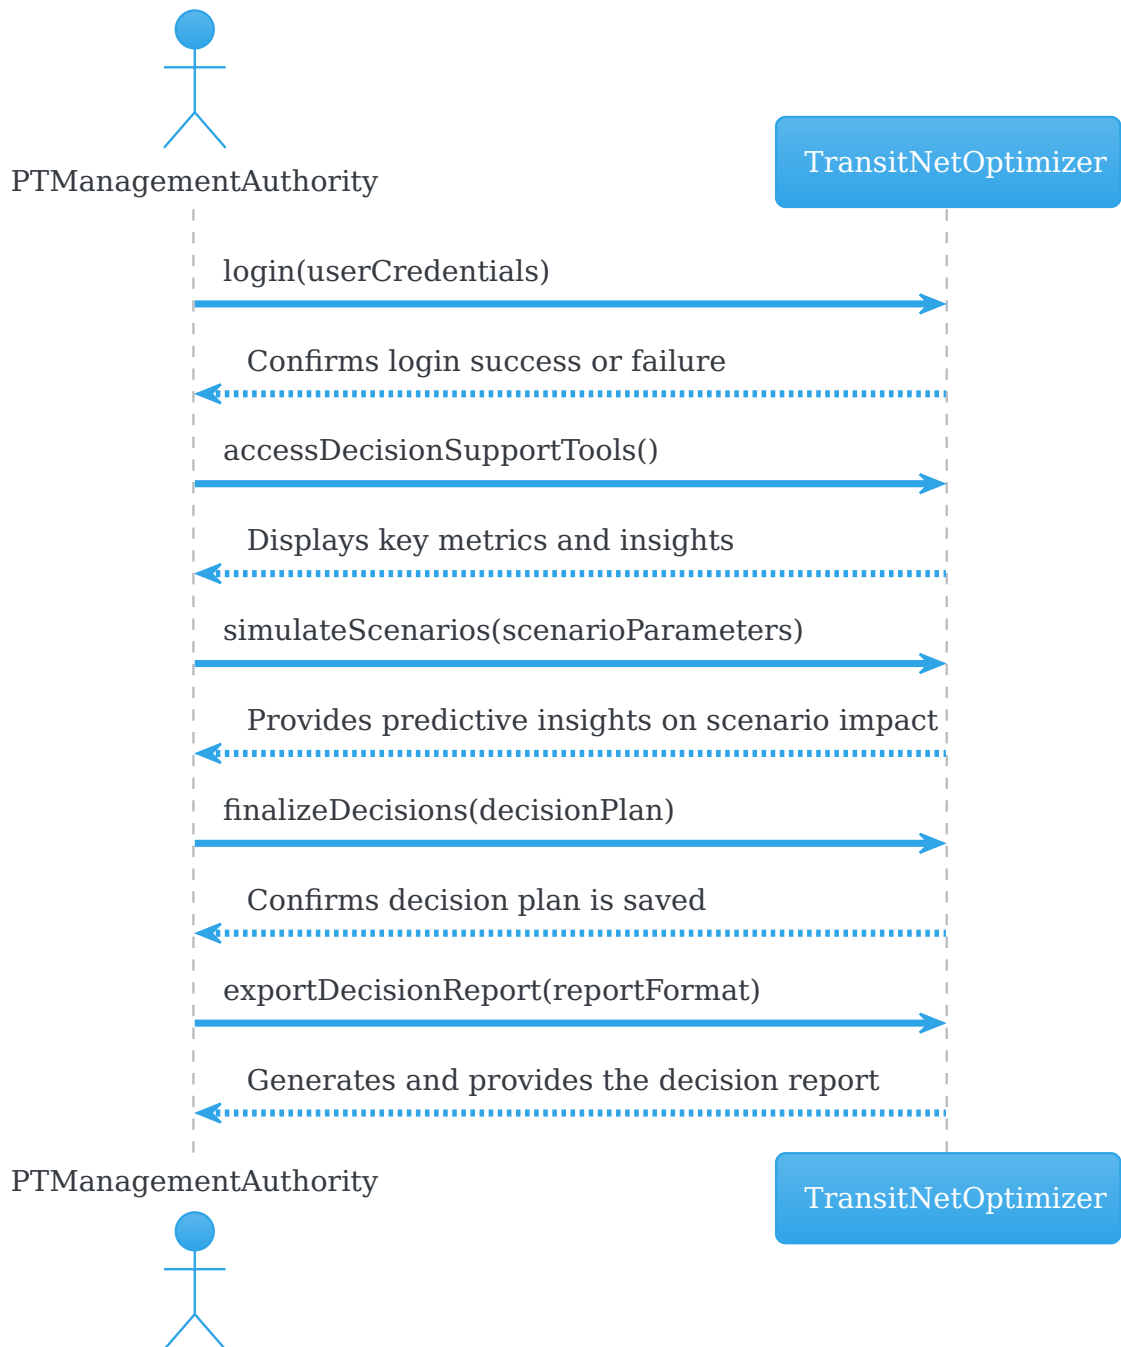 PTManagementAuthority
TransitNetOptimizer
login(userCredentials)
Confirms login success or failure
accessDecisionSupportTools()
Displays key metrics and insights
simulateScenarios(scenarioParameters)
Provides predictive insights on scenario impact
finalizeDecisions(decisionPlan)
Confirms decision plan is saved
exportDecisionReport(reportFormat)
Generates and provides the decision report
PTManagementAuthority
TransitNetOptimizer